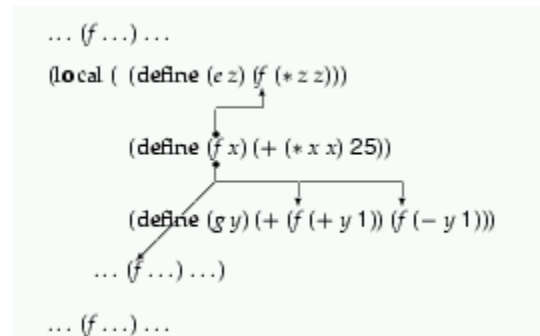 ... (f ...) ...
(local ( (define (e z) (f (* z z)))
(define (f x) (+ (* x x) 25))
(define (g y) (+ (f (+ y 1)) (f (- y 1)))
... (f ...) ...)
... (f ...) ...